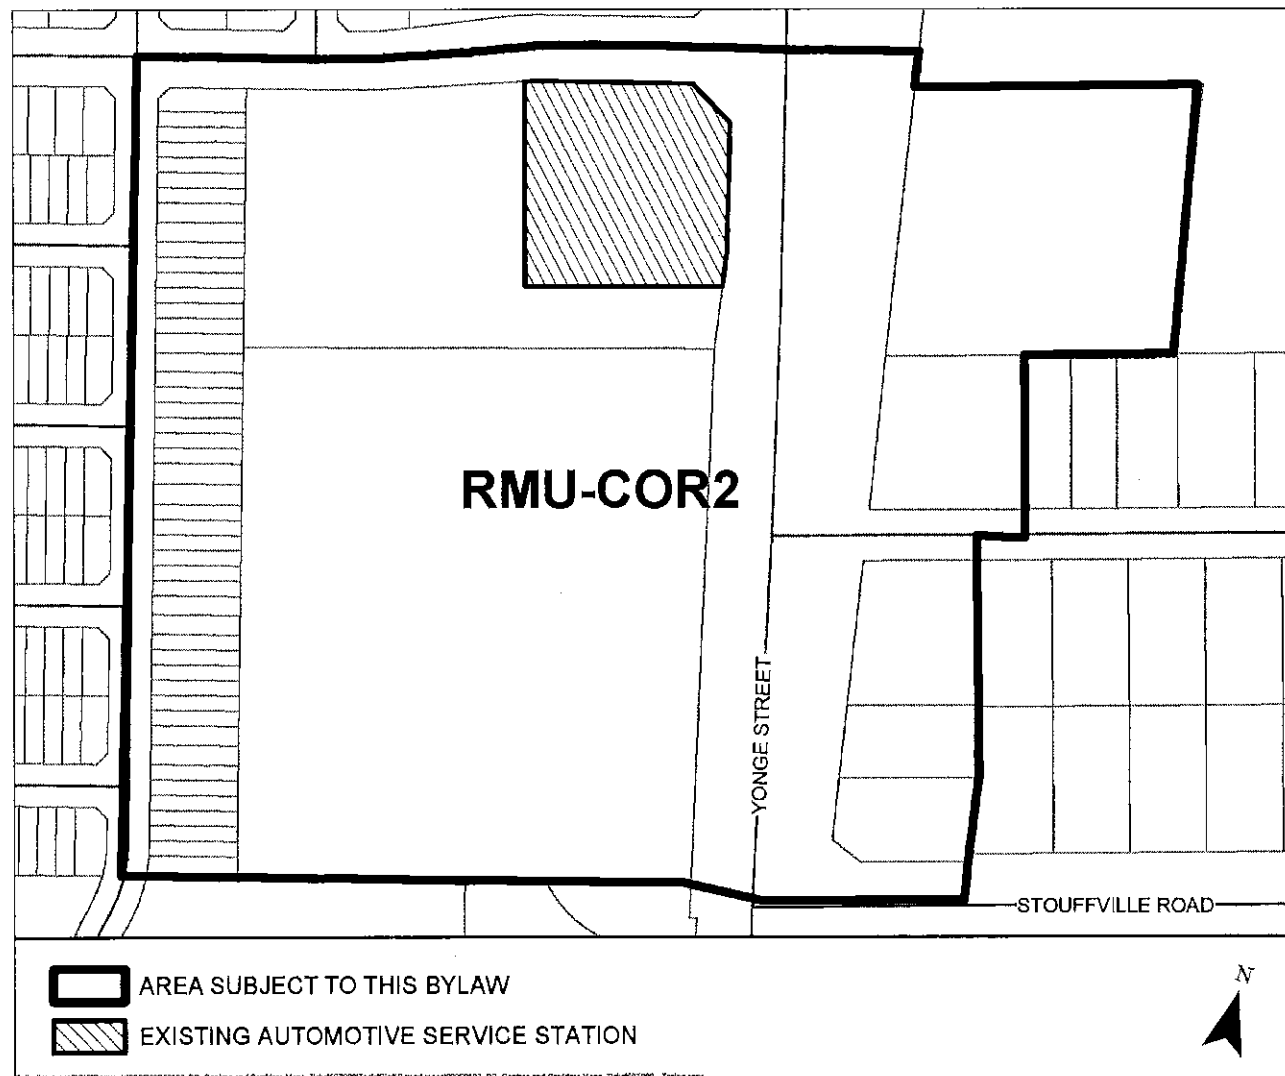 RMU-COR2
YONGE STREET
STOUFFVILLE ROAD
AREA SUBJECT TO THIS BYLAW
EXISTING AUTOMOTIVE SERVICE STATION
N